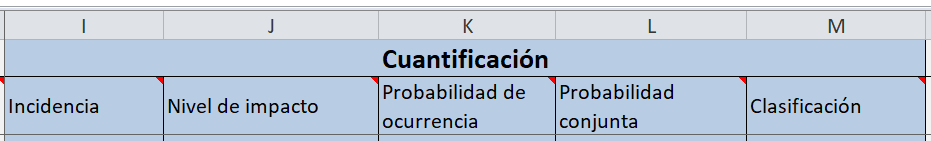 I J K L M
Cuantificación
Incidencia
Nivel de impacto
Probabilidad de
ocurrencia
Probabilidad
conjunta
Clasificación